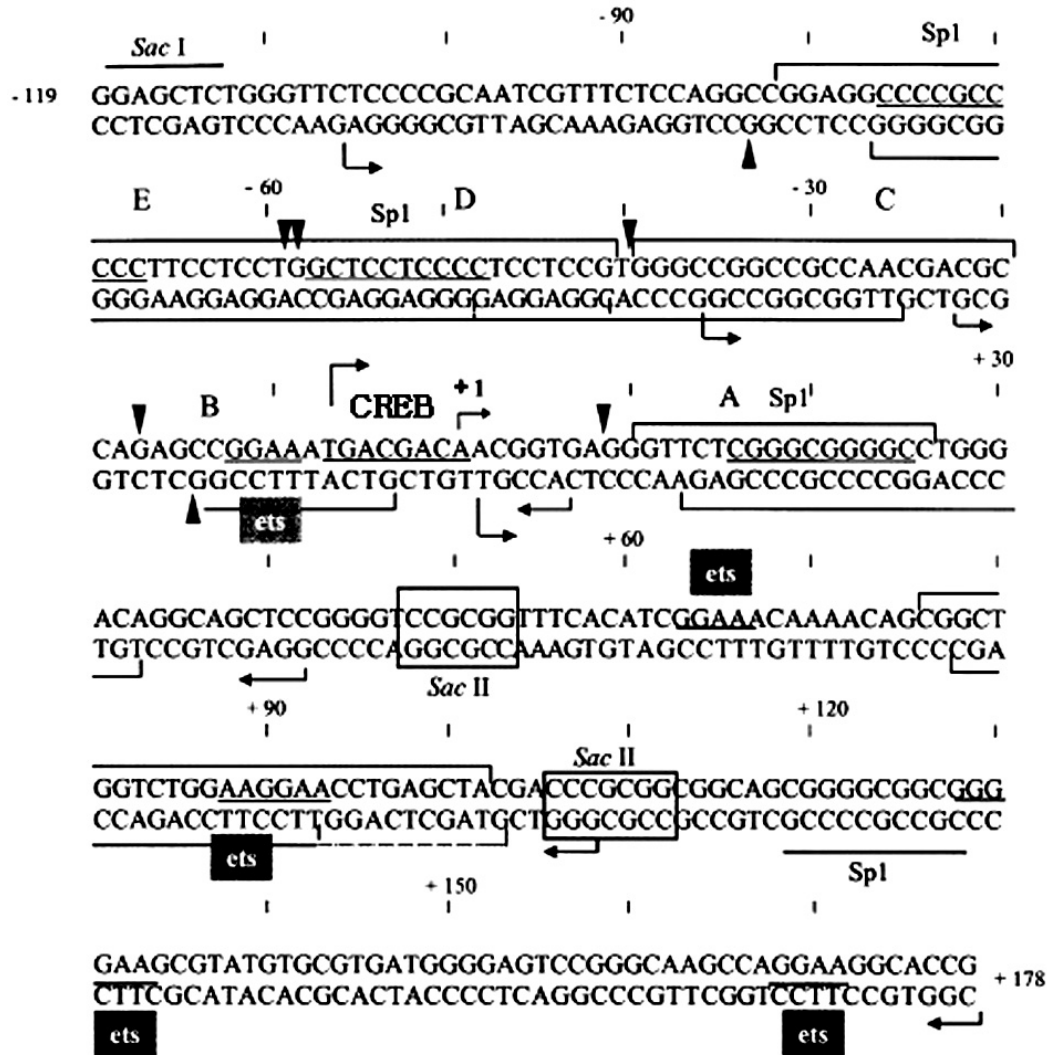 - 90
Sac I
Sp1
- 119
GGAGCTCTGGGTTCTCCCCGCAATCGTTTCTCCAGGCCGGAGGCCCCGCC
CCTCGAGTCCCAAGAGGGGCGTTAGCAAAGAGGTCCGGCCTCCGGGGCGG
E
- 60
Sp1
D
- 30
C
CCCTTCCTCCTGGCTCCTCCCCTCCTCCGTGGGCCGGCCGCCAACGACGC
GGGAAGGAGGACCGAGGAGGGGAGGAGGGACCCGGCCGGCGGTTGCTGCG
+ 30
B
CREB
+ 1
A
Sp1
CAGAGCCGGAAATGACGACAACGGTGAGGGTTCTCGGGCGGGGCCTGGG
GTCTCGGCCTTTACTGCTGTTGCCACTCCCAAGAGCCCGCCCCGGACCC
ets
+ 60
ets
ACAGGCAGCTCCGGGGTCCGCGGTTTCACATCGGAAACAAAACAGCGGCT
TGTCCGTCGAGGCCCCAGGCGCCAAAGTGTAGCCTTTGTTTTGTCCCCGA
Sac II
+ 90
+ 120
Sac II
GGTCTGGAAGGAACCTGAGCTACGACCCGCGGCGGCAGCGGGGCGGCGGG
CCAGACCTTCCTTGGACTCGATGCTGGGCGCCGCCGTCGCCCCGCCGCCC
ets
Sp1
+ 150
GAAGCGTATGTGCGTGATGGGGAGTCCGGGCAAGCCAGGAAGGCACCG
CTTCGCATACACGCACTACCCCTCAGGCCCGTTCGGTCCTTCCGTGGC
+ 178
ets
ets